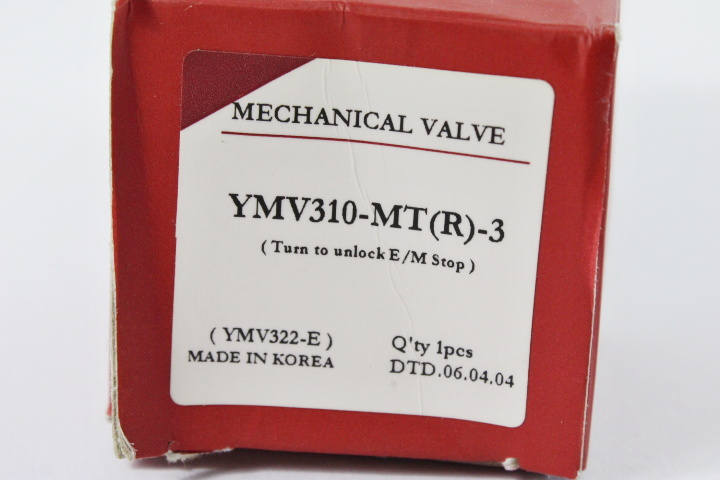 MECHANICAL VALVE
YMV310-MT(R)-3
( Turn to unlock E/M Stop )
( YMV322-E )
MADE IN KOREA
Q'ty 1pcs
DTD.06.04.04